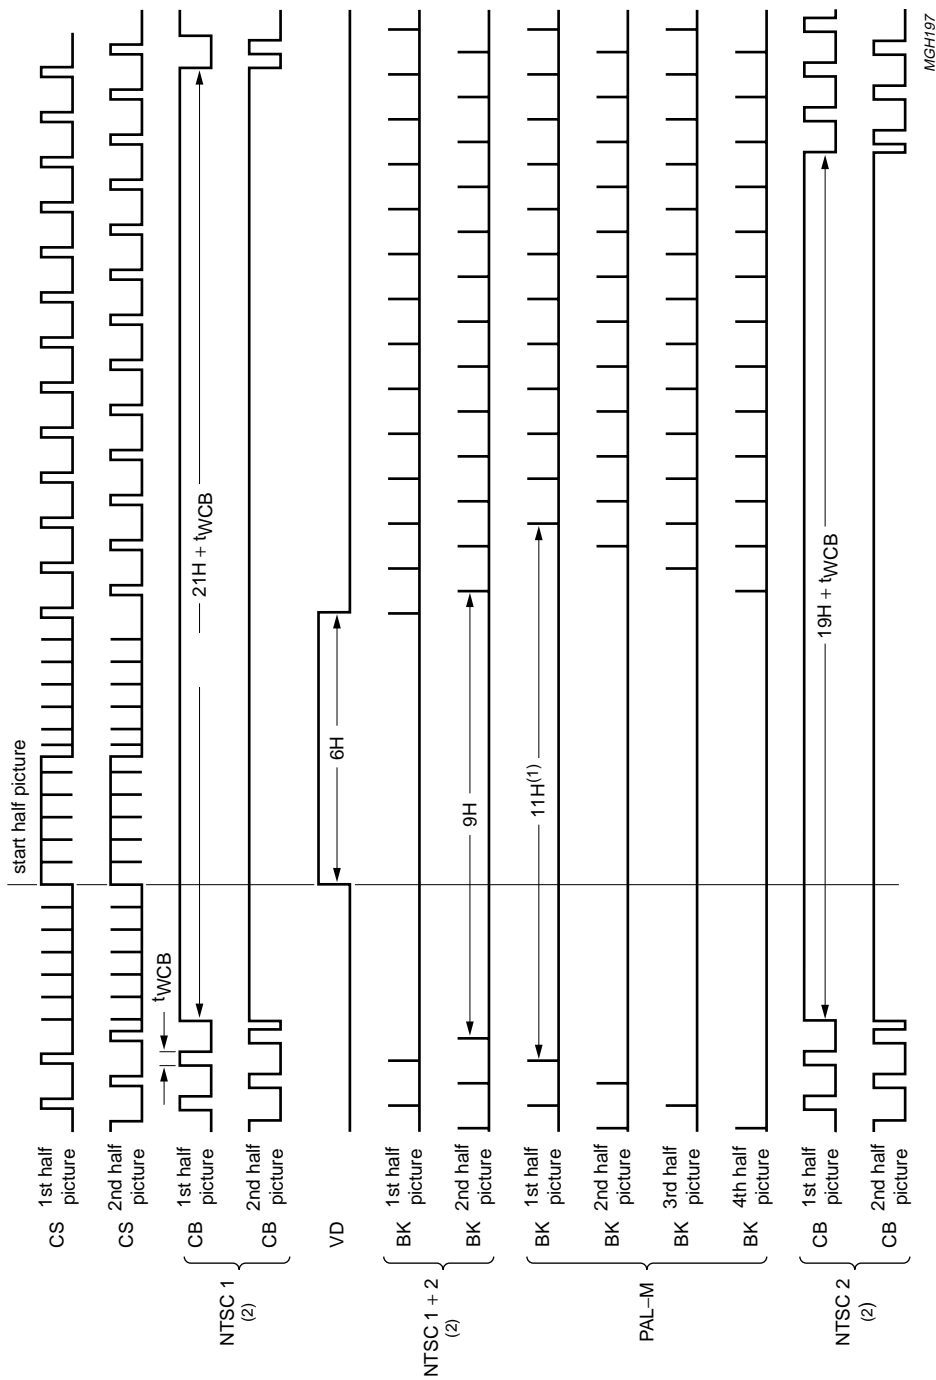 start half picture
CS
1st half
picture
CS
2nd half
picture
NTSC 1
(2)
CB
1st half
picture
tWCB
21H + tWCB
CB
2nd half
picture
VD
6H
NTSC 1 + 2
(2)
BK
1st half
picture
BK
2nd half
picture
9H
PAL–M
BK
1st half
picture
11H(1)
BK
2nd half
picture
BK
3rd half
picture
BK
4th half
picture
NTSC 2
(2)
CB
1st half
picture
19H + tWCB
CB
2nd half
picture
MGH197